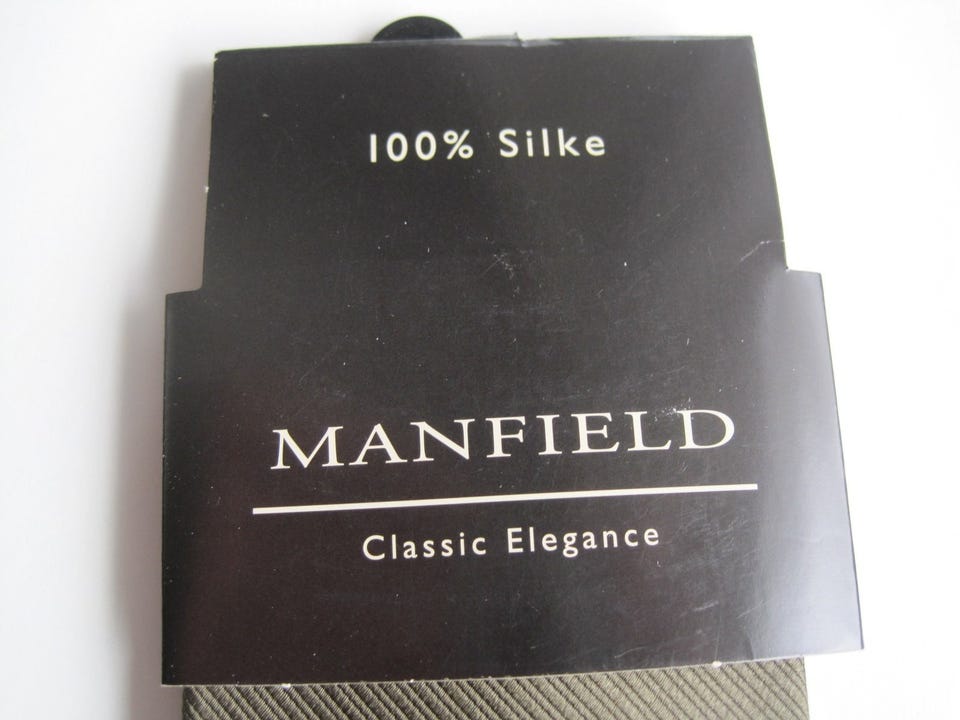 100% Silke
MANFIELD
Classic Elegance